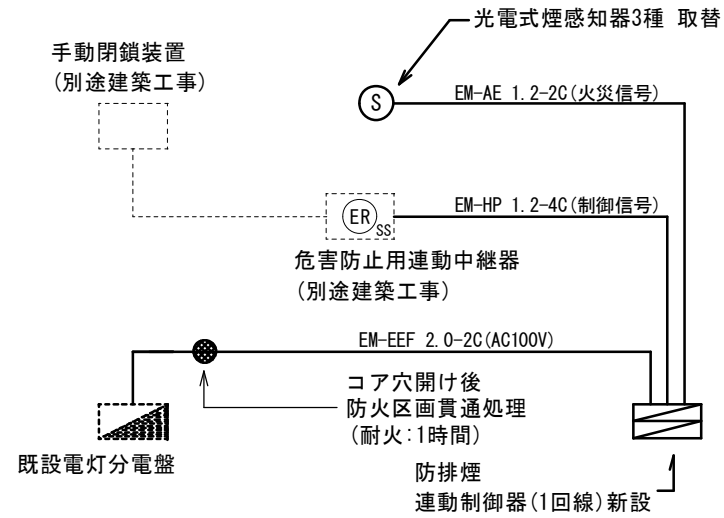 光電式煙感知器3種 取替
手動閉鎖装置
(別途建築工事)
S
EM-AE 1.2-2C(火災信号)
ER
SS
EM-HP 1.2-4C(制御信号)
危害防止用連動中継器
(別途建築工事)
EM-EEF 2.0-2C(AC100V)
コア穴開け後
防火区画貫通処理
(耐火:1時間)
既設電灯分電盤
防排煙
連動制御器(1回線)新設